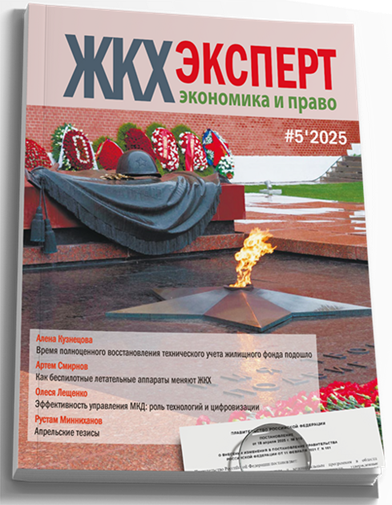 ЖКХ ЭКСПЕРТ
экономика и право
#5'2025
Алена Кузнецова
Время полноценного восстановления технического учета жилищного фонда подошло
Артем Смирнов
Как беспилотные летательные аппараты меняют ЖКХ
Олеся Лещенко
Эффективность управления МКД: роль технологий и цифровизации
Рустам Минниханов
Апрельские тезисы
ПРАВИТЕЛЬСТВО РОССИЙСКОЙ ФЕДЕРАЦИИ
ПОСТАНОВЛЕНИЕ